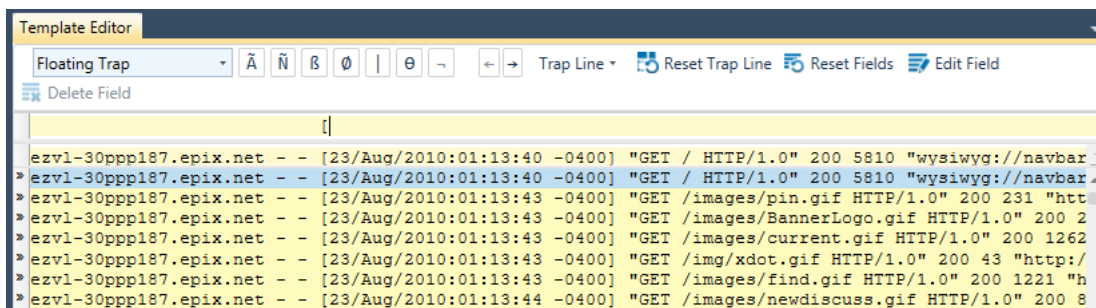 Template Editor
Floating Trap Ã Ñ ß Ø | θ ¬ ← → Trap Line Reset Trap Line Reset Fields Edit Field
Delete Field
[
ezvl-30ppp187.epix.net - - [23/Aug/2010:01:13:40 -0400] "GET / HTTP/1.0" 200 5810 "wysiwyg://navbar
» ezvl-30ppp187.epix.net - - [23/Aug/2010:01:13:40 -0400] "GET / HTTP/1.0" 200 5810 "wysiwyg://navbar
» ezvl-30ppp187.epix.net - - [23/Aug/2010:01:13:43 -0400] "GET /images/pin.gif HTTP/1.0" 200 231 "htt
» ezvl-30ppp187.epix.net - - [23/Aug/2010:01:13:43 -0400] "GET /images/BannerLogo.gif HTTP/1.0" 200 2
» ezvl-30ppp187.epix.net - - [23/Aug/2010:01:13:43 -0400] "GET /images/current.gif HTTP/1.0" 200 1262
» ezvl-30ppp187.epix.net - - [23/Aug/2010:01:13:43 -0400] "GET /img/xdot.gif HTTP/1.0" 200 43 "http:/
» ezvl-30ppp187.epix.net - - [23/Aug/2010:01:13:43 -0400] "GET /images/find.gif HTTP/1.0" 200 1221 "h
» ezvl-30ppp187.epix.net - - [23/Aug/2010:01:13:44 -0400] "GET /images/newdiscuss.gif HTTP/1.0" 200 8